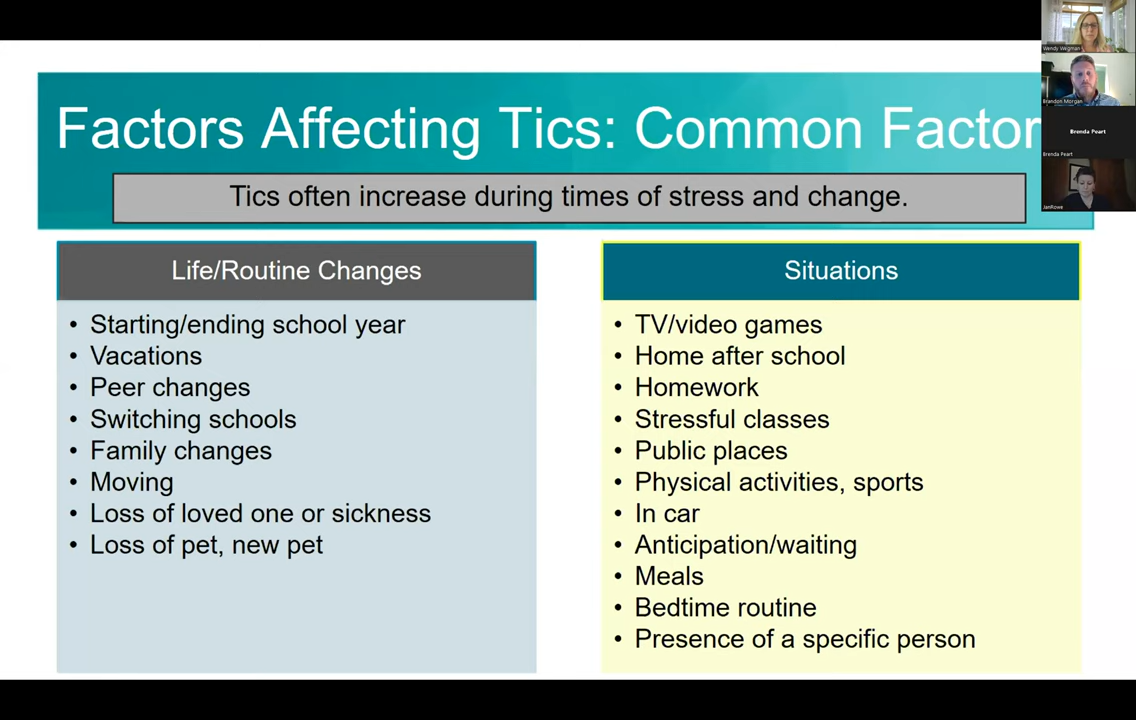 Factors Affecting Tics: Common Factor
Tics often increase during times of stress and change.
Life/Routine Changes
• Starting/ending school year
• Vacations
• Peer changes
• Switching schools
• Family changes
• Moving
• Loss of loved one or sickness
• Loss of pet, new pet
Situations
• TV/video games
• Home after school
• Homework
• Stressful classes
• Public places
• Physical activities, sports
• In car
• Anticipation/waiting
• Meals
• Bedtime routine
• Presence of a specific person
Wendy Wegman
Brandon Morgan
Brenda Peart
Brenda Peart
JanRowe